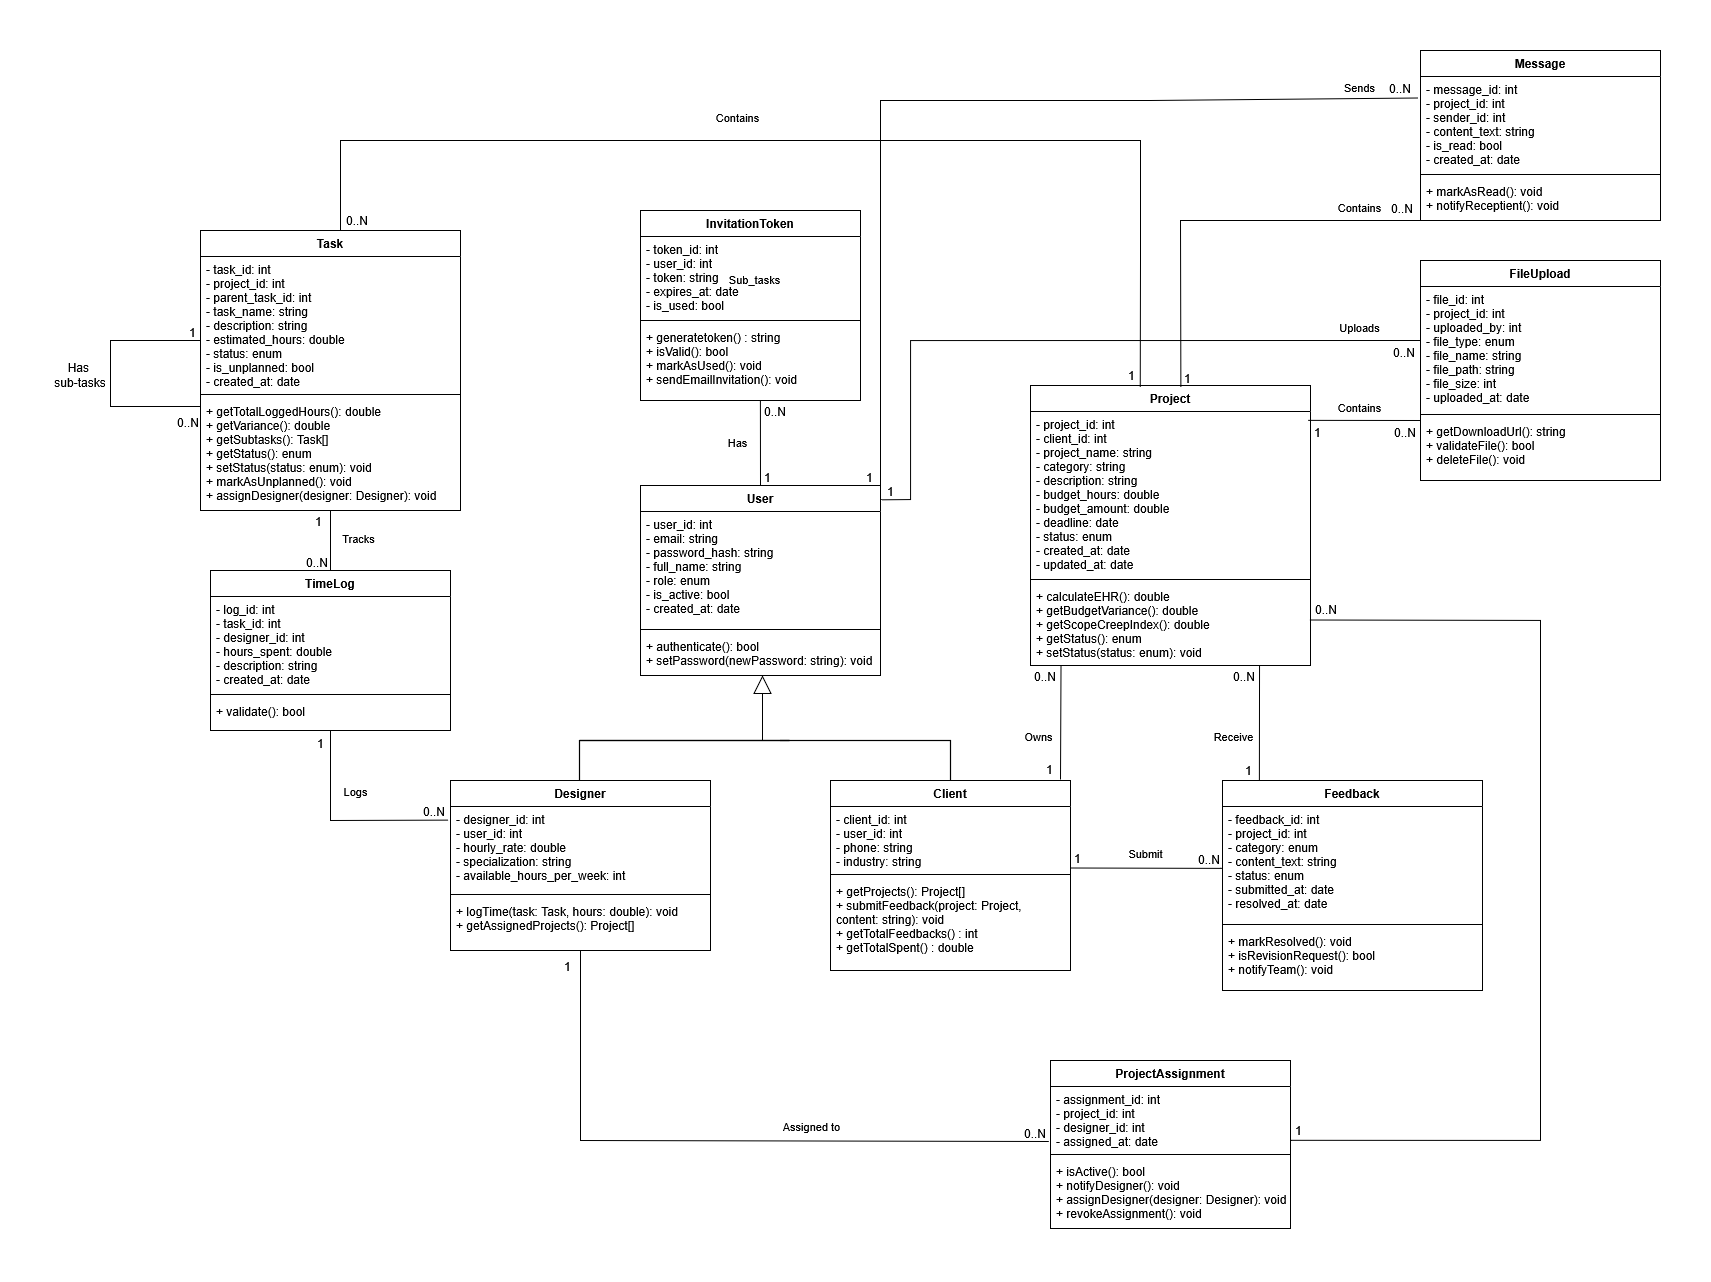 Message
- message_id: int
- project_id: int
- sender_id: int
- content_text: string
- is_read: bool
- created_at: date
+ markAsRead(): void
+ notifyReceptient(): void
Sends
0..N
Contains
Contains
0..N
0..N
Task
- task_id: int
- project_id: int
- parent_task_id: int
- task_name: string
- description: string
- estimated_hours: double
- status: enum
- is_unplanned: bool
- created_at: date
+ getTotalLoggedHours(): double
+ getVariance(): double
+ getSubtasks(): Task[]
+ getStatus(): enum
+ setStatus(status: enum): void
+ markAsUnplanned(): void
+ assignDesigner(designer: Designer): void
1
Has
sub-tasks
0..N
InvitationToken
- token_id: int
- user_id: int
- token: string
Sub_tasks
- expires_at: date
- is_used: bool
+ generatetoken() : string
+ isValid(): bool
+ markAsUsed(): void
+ sendEmailInvitation(): void
0..N
Has
1
1
1
FileUpload
- file_id: int
- project_id: int
- uploaded_by: int
- file_type: enum
- file_name: string
- file_path: string
- file_size: int
- uploaded_at: date
+ getDownloadUrl(): string
+ validateFile(): bool
+ deleteFile(): void
Uploads
0..N
Contains
1
0..N
1
1
Project
- project_id: int
- client_id: int
- project_name: string
- category: string
- description: string
- budget_hours: double
- budget_amount: double
- deadline: date
- status: enum
- created_at: date
- updated_at: date
+ calculateEHR(): double
+ getBudgetVariance(): double
+ getScopeCreepIndex(): double
+ getStatus(): enum
+ setStatus(status: enum): void
0..N
0..N
0..N
User
- user_id: int
- email: string
- password_hash: string
- full_name: string
- role: enum
- is_active: bool
- created_at: date
+ authenticate(): bool
+ setPassword(newPassword: string): void
1
Tracks
0..N
TimeLog
- log_id: int
- task_id: int
- designer_id: int
- hours_spent: double
- description: string
- created_at: date
+ validate(): bool
1
Logs
0..N
Owns
1
Receive
1
Designer
- designer_id: int
- user_id: int
- hourly_rate: double
- specialization: string
- available_hours_per_week: int
+ logTime(task: Task, hours: double): void
+ getAssignedProjects(): Project[]
1
Client
- client_id: int
- user_id: int
- phone: string
- industry: string
+ getProjects(): Project[]
+ submitFeedback(project: Project,
content: string): void
+ getTotalFeedbacks() : int
+ getTotalSpent() : double
1
Submit
0..N
Feedback
- feedback_id: int
- project_id: int
- category: enum
- content_text: string
- status: enum
- submitted_at: date
- resolved_at: date
+ markResolved(): void
+ isRevisionRequest(): bool
+ notifyTeam(): void
Assigned to
0..N
ProjectAssignment
- assignment_id: int
- project_id: int
- designer_id: int
- assigned_at: date
+ isActive(): bool
+ notifyDesigner(): void
+ assignDesigner(designer: Designer): void
+ revokeAssignment(): void
1